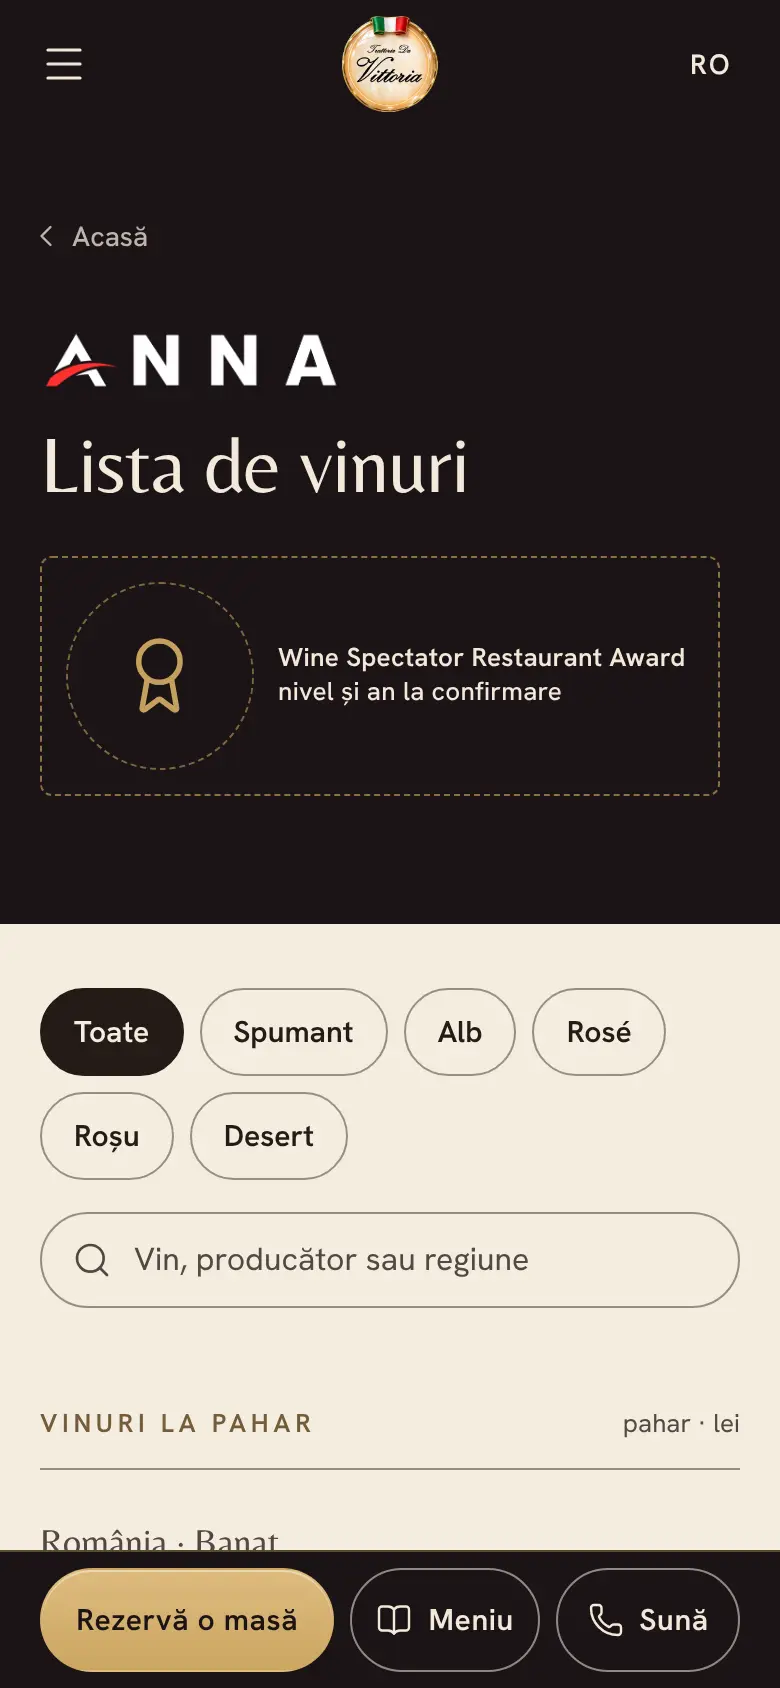 Trattoria Da
Vittoria
RO
Acasă
ANNA
Lista de vinuri
Wine Spectator Restaurant Award
nivel și an la confirmare
Toate
Spumant
Alb
Rosé
Roșu
Desert
Vin, producător sau regiune
VINURI LA PAHAR
pahar · lei
România · Banat
Rezervă o masă
Meniu
Sună